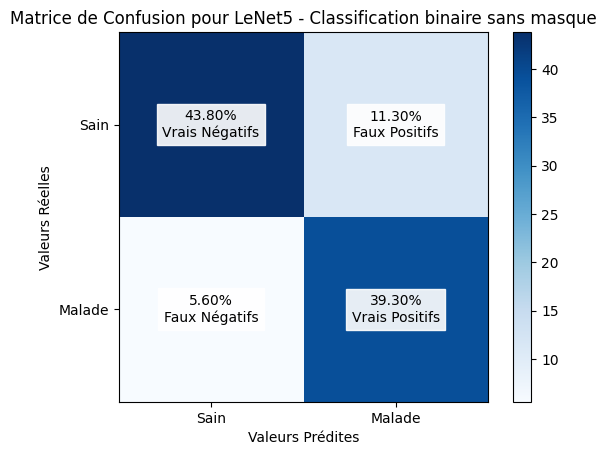 Matrice de Confusion pour LeNet5 - Classification binaire sans masque
Valeurs Réelles
Sain
43.80%
Vrais Négatifs
11.30%
Faux Positifs
Malade
5.60%
Faux Négatifs
39.30%
Vrais Positifs
Sain
Malade
Valeurs Prédites
40
35
30
25
20
15
10